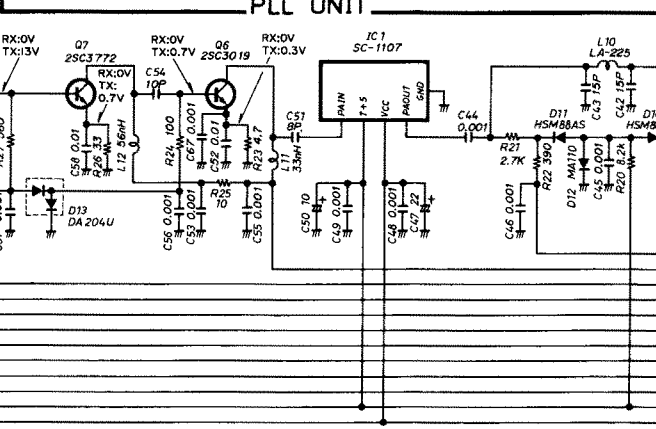 PLL UNIT
RX:0V
TX:13V
Q7
2SC3772
RX:0V
TX:
0.7V
C54
10P
RX:0V
TX:0.7V
Q6
2SC3019
RX:0V
TX:0.3V
IC1
SC-1107
PAIN
T+5
VCC
PAOUT
GND
C51
8P
C44
0.001
L10
LA-225
C43 15P
C42 15P
D11
HSM88AS
R21
2.7K
R22 390
D12 MA110
C45 0.001
R20 8.2k
C46 0.001
C58 0.01
R26 33
L12 56nH
R24 100
C67 0.001
C52 0.01
R23 4.7
L11
33nH
R25
10
D13
DA204U
C56 0.001
C53 0.001
C55 0.001
C50 10
C49 0.001
C48 0.001
C47 22